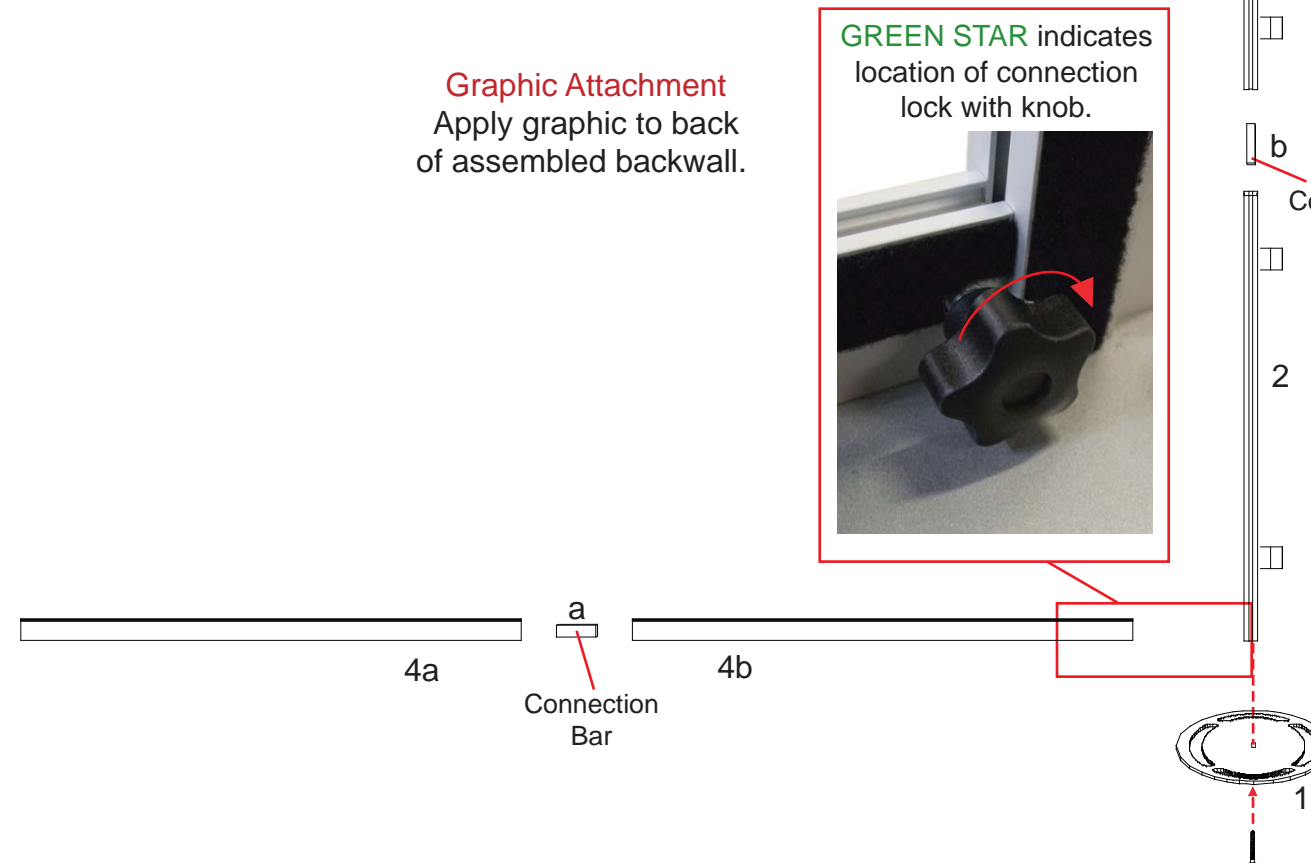 GREEN STAR indicates
location of connection
lock with knob.
Graphic Attachment
Apply graphic to back
of assembled backwall.
b
2
a
4a
4b
Connection
Bar
1